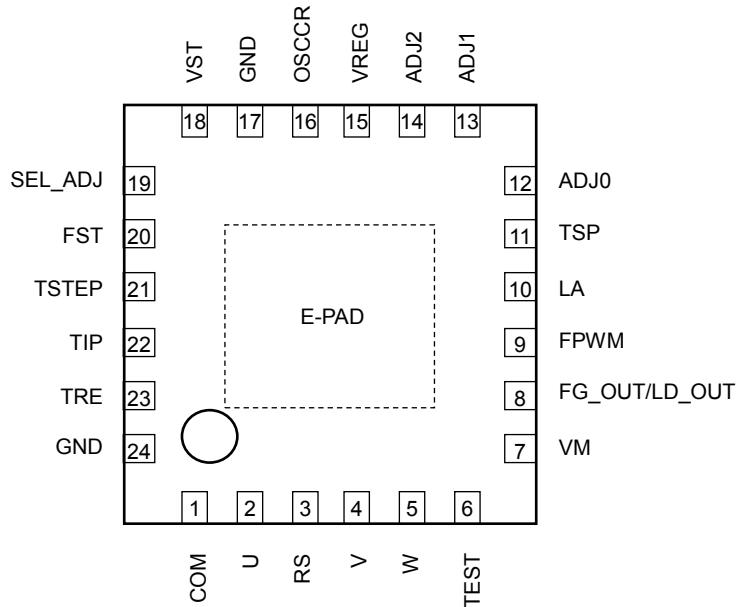 VST GND OSCCR VREG ADJ2 ADJ1
18 17 16 15 14 13
SEL_ADJ 19 12 ADJ0
FST 20 11 TSP
TSTEP 21 10 LA
E-PAD
TIP 22 9 FPWM
TRE 23 8 FG_OUT/LD_OUT
GND 24 7 VM
1 2 3 4 5 6
COM U RS V W TEST